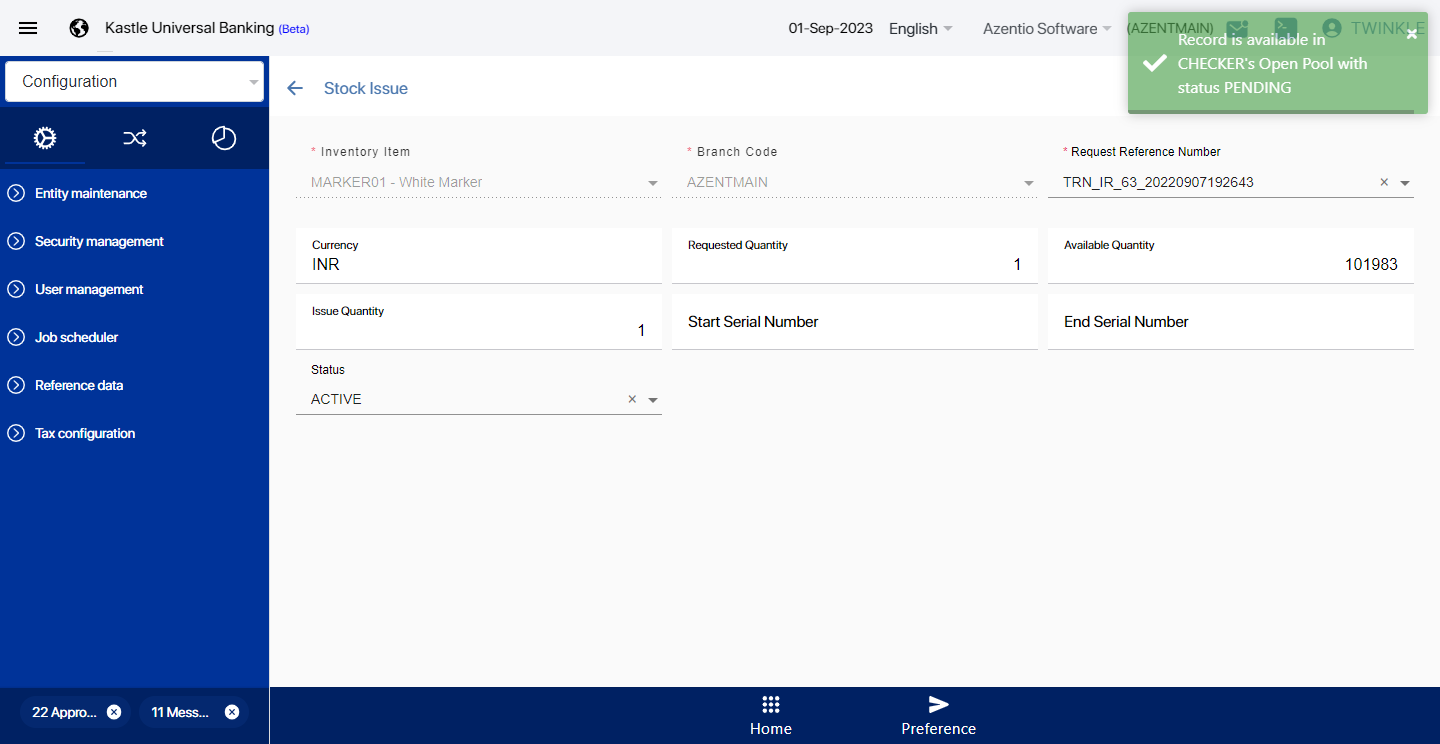 Kastle Universal Banking (Beta)
01-Sep-2023
English
Azentio Software
(AZENTMAIN)
TWINKLE
Record is available in
CHECKER's Open Pool with
status PENDING
Configuration
Stock Issue
Entity maintenance
Security management
User management
Job scheduler
Reference data
Tax configuration
* Inventory Item
MARKER01 - White Marker
* Branch Code
AZENTMAIN
* Request Reference Number
TRN_IR_63_20220907192643
Currency
INR
Requested Quantity
1
Available Quantity
101983
Issue Quantity
1
Start Serial Number
End Serial Number
Status
ACTIVE
22 Appro...
11 Mess...
Home
Preference